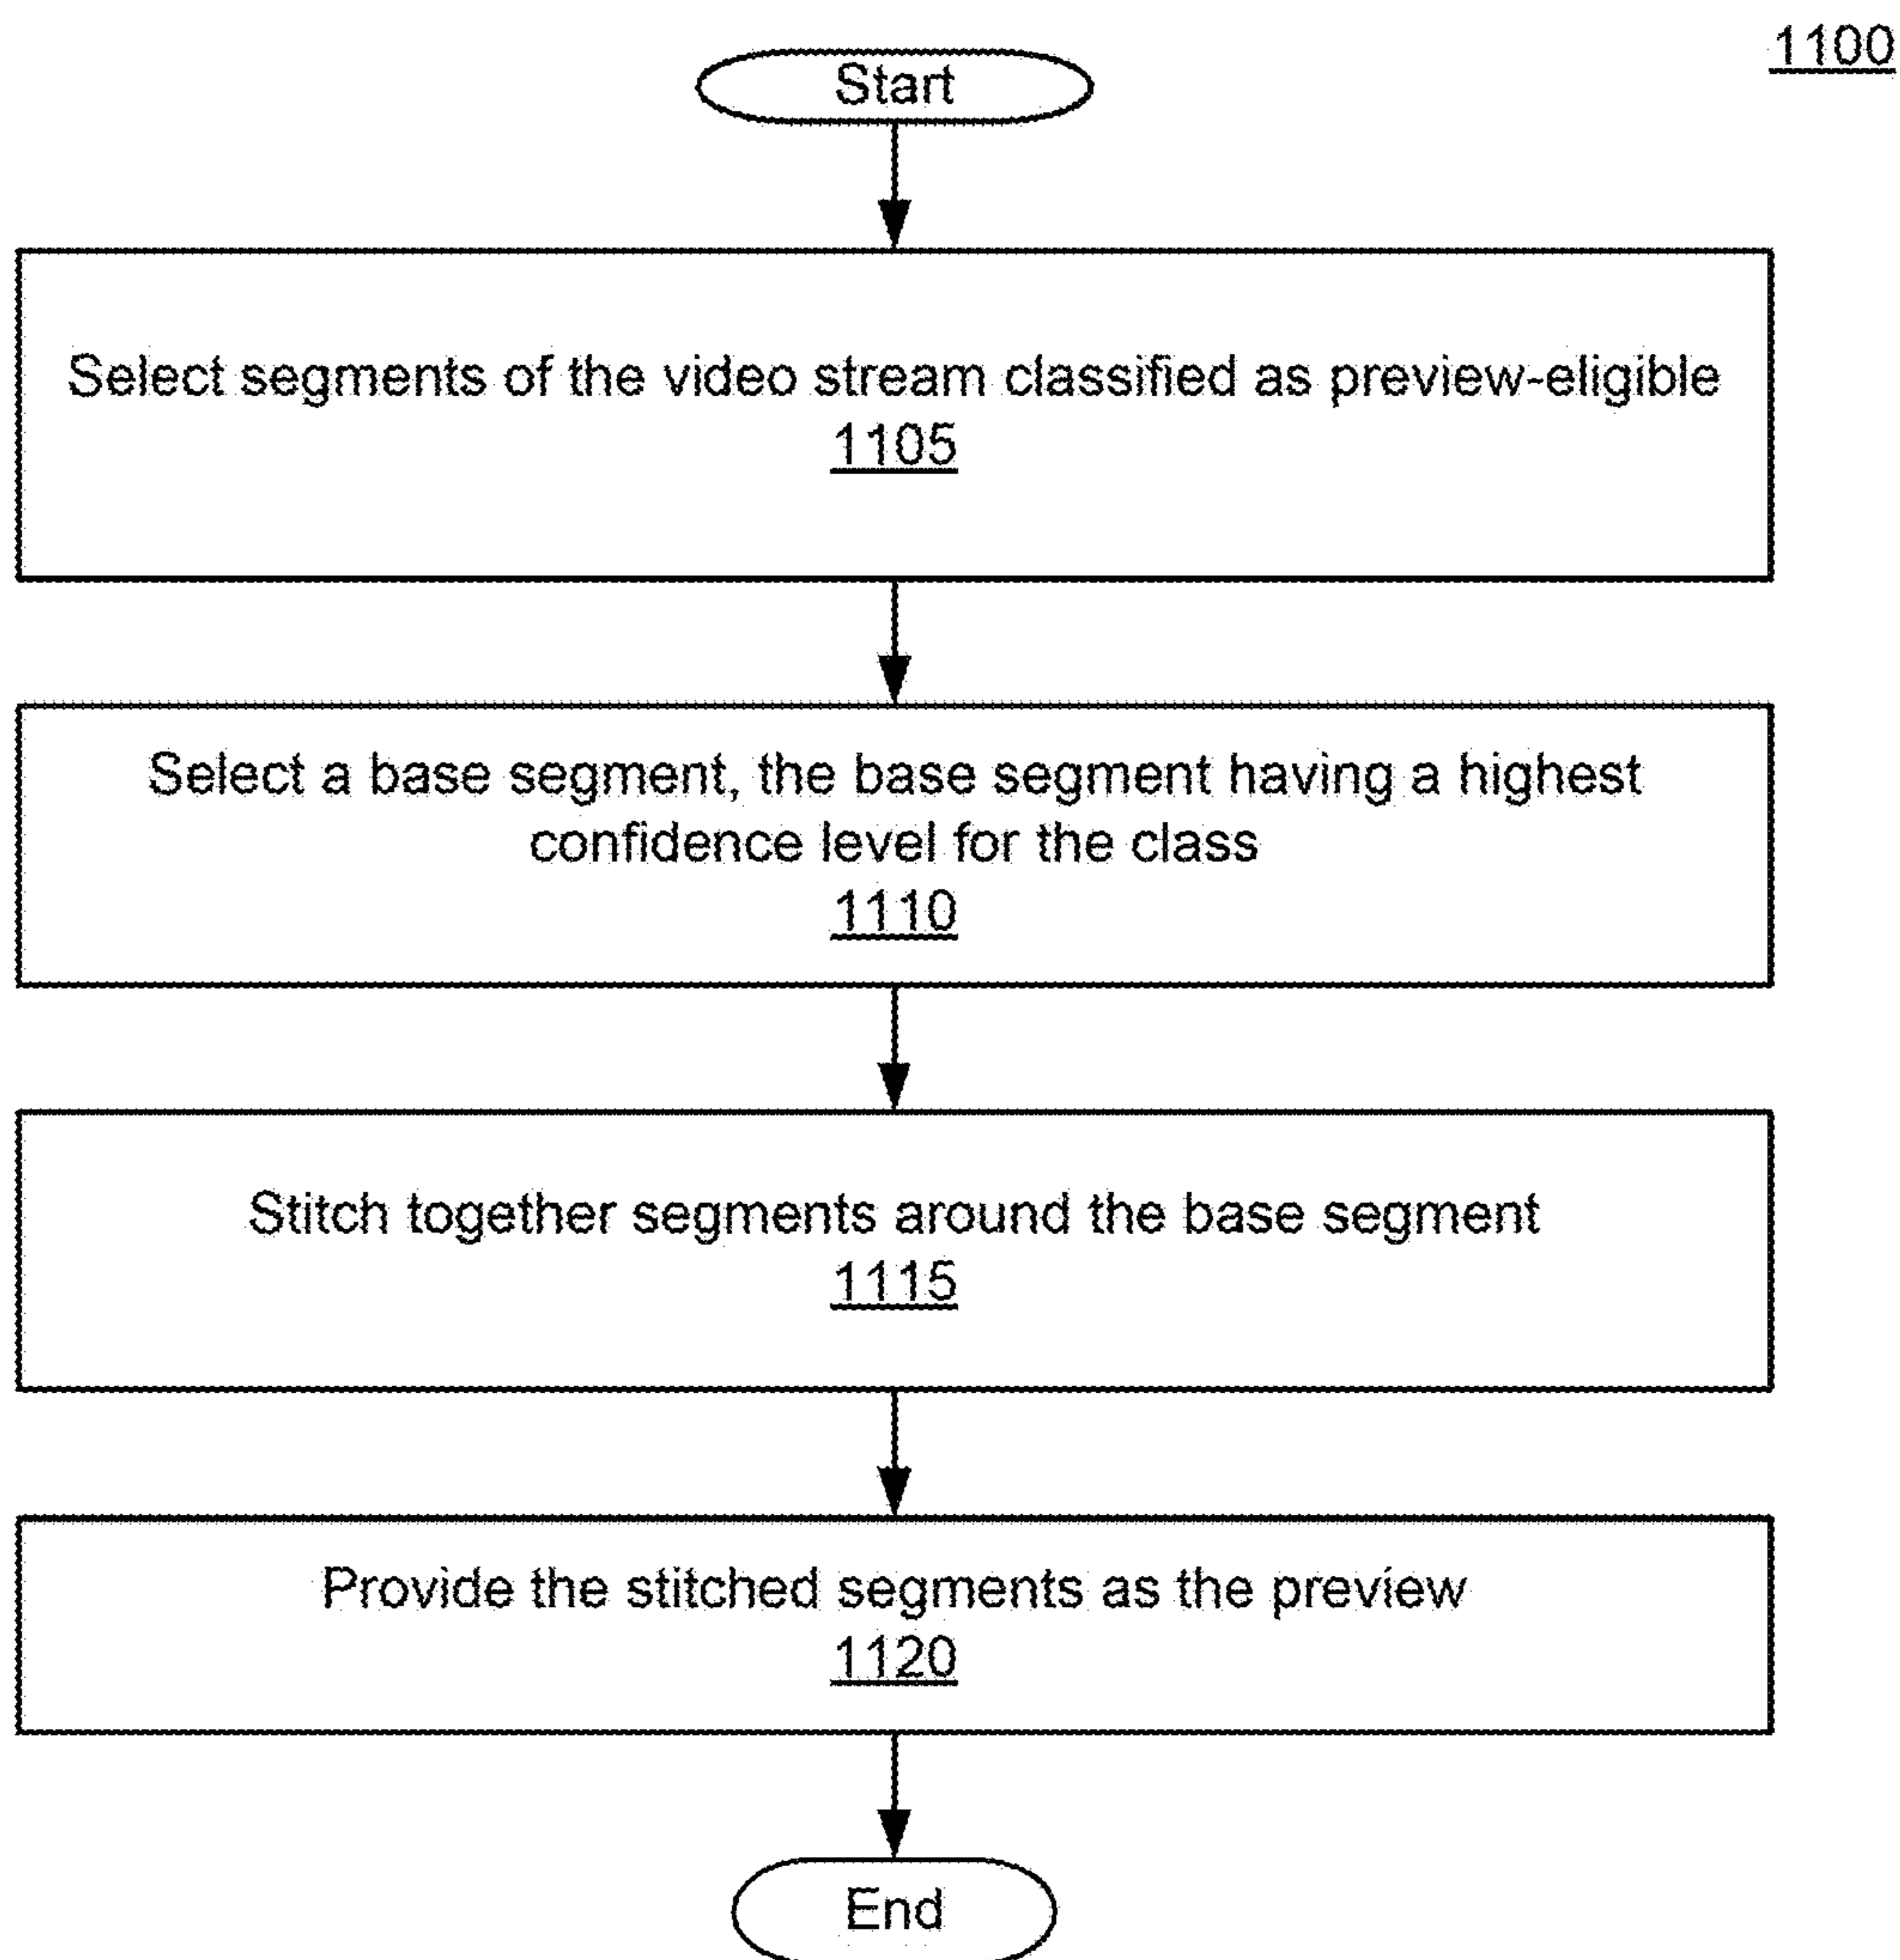 1100
Start
Select segments of the video stream classified as preview-eligible
1105
Select a base segment, the base segment having a highest
confidence level for the class
1110
Stitch together segments around the base segment
1115
Provide the stitched segments as the preview
1120
End